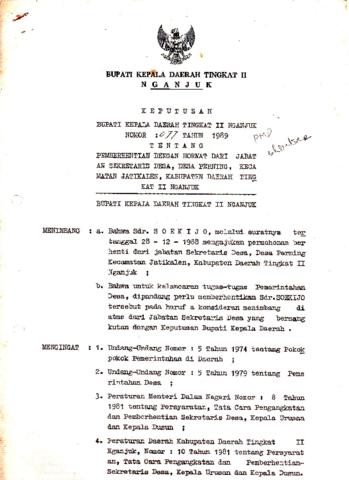 BUPATI KEPALA DAERAH TINGKAT II
N G A N J U K
K E P U T U S A N
BUPATI KEPALA DAERAH TINGKAT II NGANJUK
NOMOR : 077 TAHUN 1989
T E N T A N G
PEMBERHENTIAN DENGAN HORMAT DARI JABAT
AN SEKRETARIS DESA, DESA PERNING, KECA
MATAN JATIKALEN, KABUPATEN DAERAH TING
KAT II NGANJUK
BUPATI KEPALA DAERAH TINGKAT II NGANJUK
MENIMBANG : a. Bahwa Sdr. S O E K I J O, melalui suratnya ter
tanggal 28 - 12 - 1988 mengajukan permohonan ber
henti dari jabatan Sekretaris Desa, Desa Perning
Kecamatan Jatikalen, Kabupaten Daerah Tingkat II
Nganjuk ;
b. Bahwa untuk kelancaran tugas-tugas Pemerintahan
Desa, dipandang perlu memberhentikan Sdr.SOEKIJO
tersebut pada huruf a konsideran menimbang di
atas dari Jabatan Sekretaris Desa yang bersang
kutan dengan Keputusan Bupati Kepala Daerah .
MENGINGAT : 1. Undang-Undang Nomor : 5 Tahun 1974 tentang Pokok
pokok Pemerintahan di Daerah ;
2. Undang-Undang Nomor : 5 Tahun 1979 tentang Peme
rintahan Desa ;
3. Peraturan Menteri Dalam Negeri Nomor : 8 Tahun
1981 tentang Persyaratan, Tata Cara Pengangkatan
dan Pemberhentian Sekretaris Desa, Kepala Urusan
dan Kepala Dusun ;
4. Peraturan Daerah Kabupaten Daerah Tingkat II
Nganjuk, Nomor : 10 Tahun 1981 tentang Persyarat
an, Tata Cara Pengangkatan dan Pemberhentian-
Sekretaris Desa, Kepala Urusan dan Kepala Dusun.